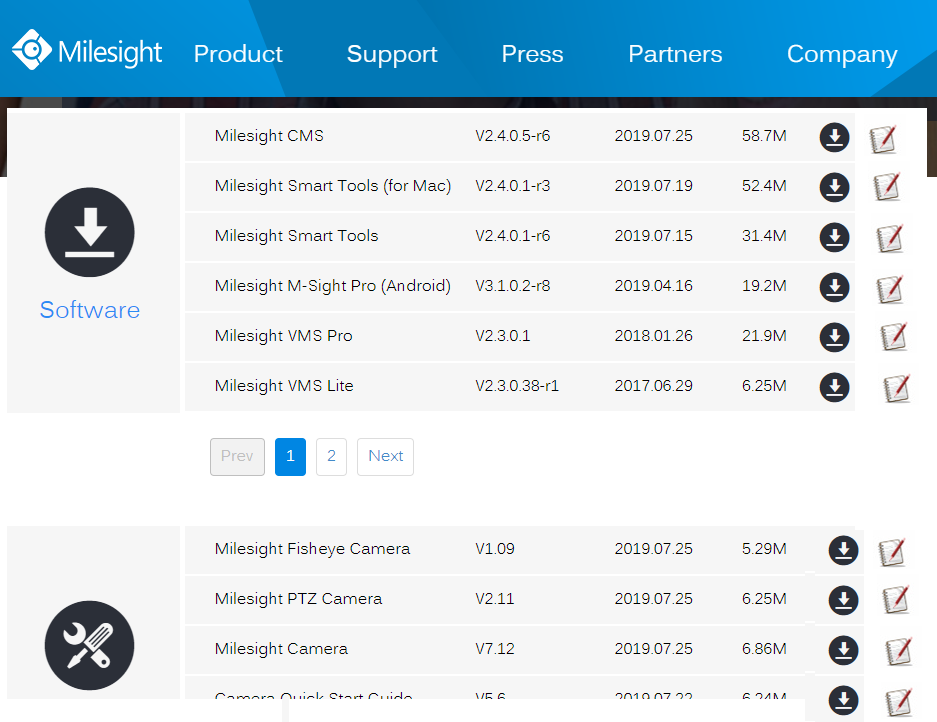 Milesight Product Support Press Partners Company
Milesight CMS V2.4.0.5-r6 2019.07.25 58.7M
Milesight Smart Tools (for Mac) V2.4.0.1-r3 2019.07.19 52.4M
Milesight Smart Tools V2.4.0.1-r6 2019.07.15 31.4M
Milesight M-Sight Pro (Android) V3.1.0.2-r8 2019.04.16 19.2M
Software
Milesight VMS Pro V2.3.0.1 2018.01.26 21.9M
Milesight VMS Lite V2.3.0.38-r1 2017.06.29 6.25M
Prev 1 2 Next
Milesight Fisheye Camera V1.09 2019.07.25 5.29M
Milesight PTZ Camera V2.11 2019.07.25 6.25M
Milesight Camera V7.12 2019.07.25 6.86M
Camera Quick Start Guide V5.6 2019.07.22 6.24M